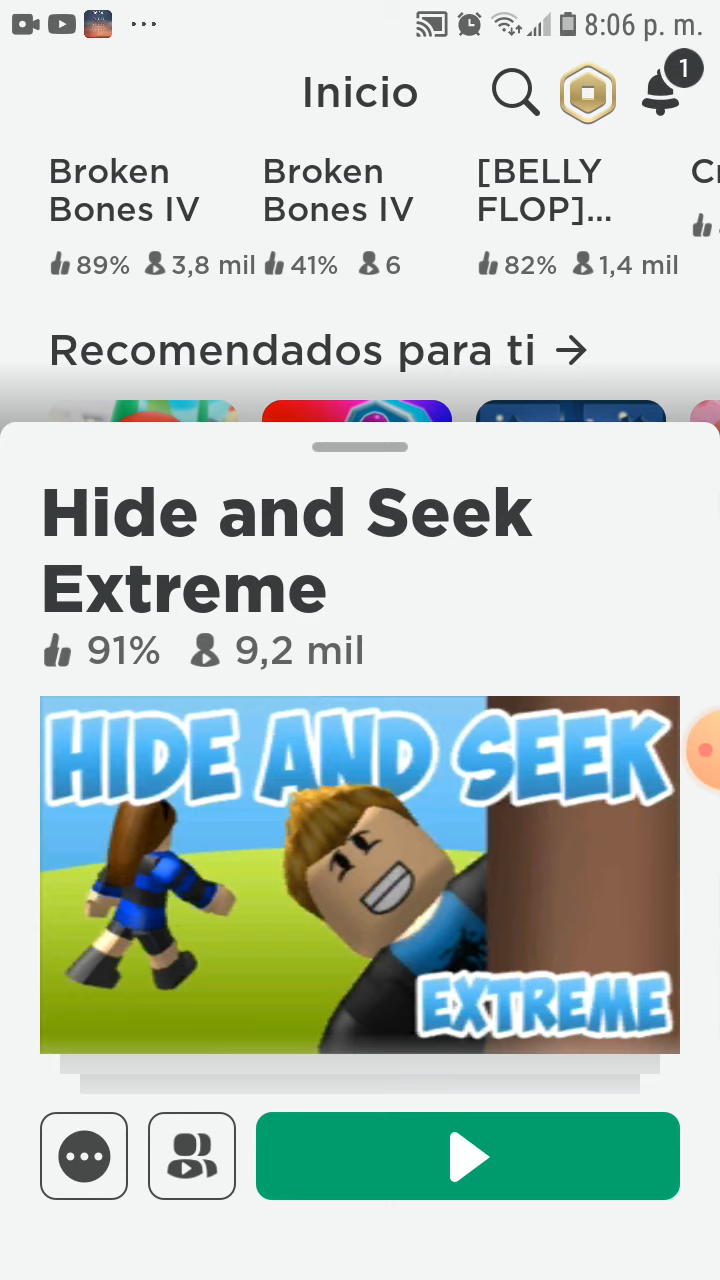 8:06 p. m.
Inicio
1
Broken Bones IV
Broken Bones IV
[BELLY FLOP]...
89% 3,8 mil
41% 6
82% 1,4 mil
Recomendados para ti →
Hide and Seek
Extreme
91% 9,2 mil
HIDE AND SEEK
EXTREME